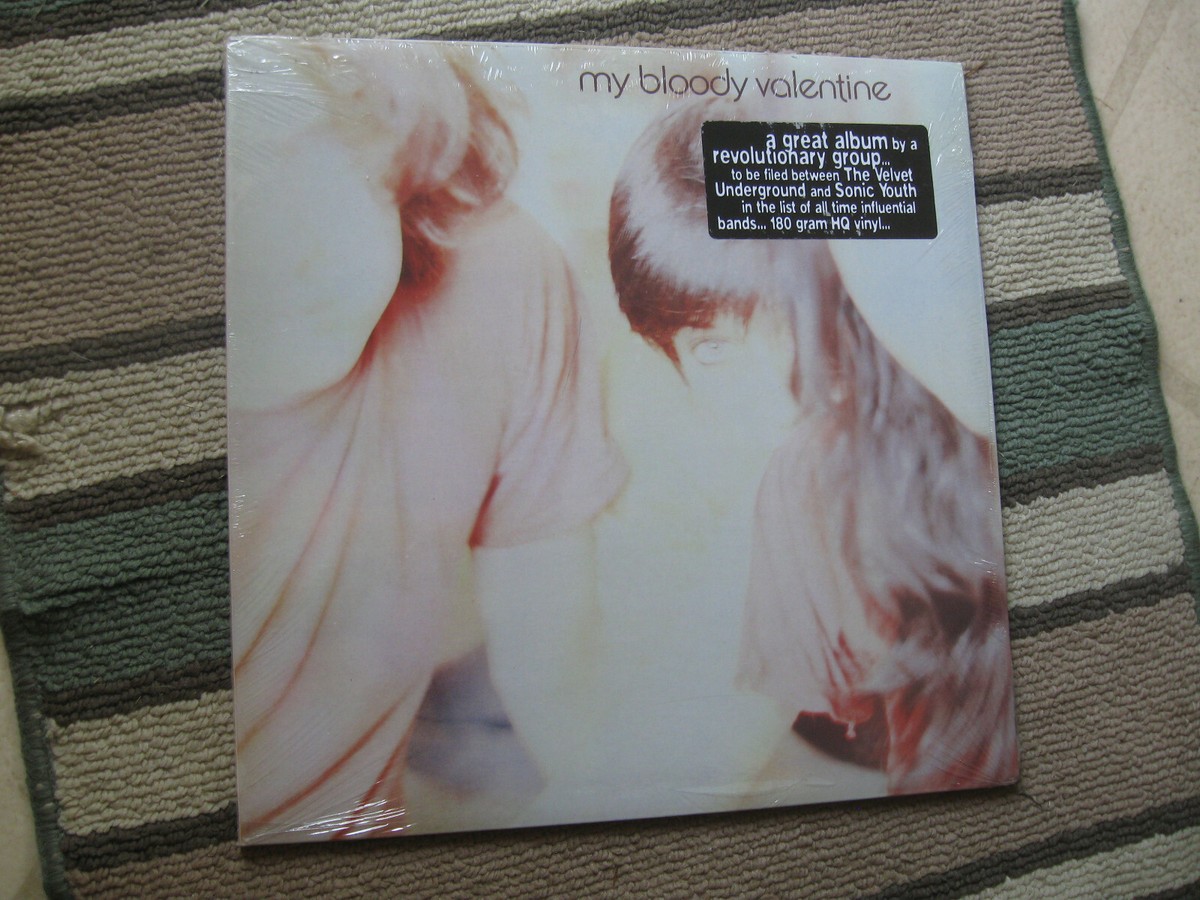 my bloody valentine
a great album by a
revolutionary group...
to be filed between The Velvet
Underground and Sonic Youth
in the list of all time influential
bands... 180 gram HQ vinyl...